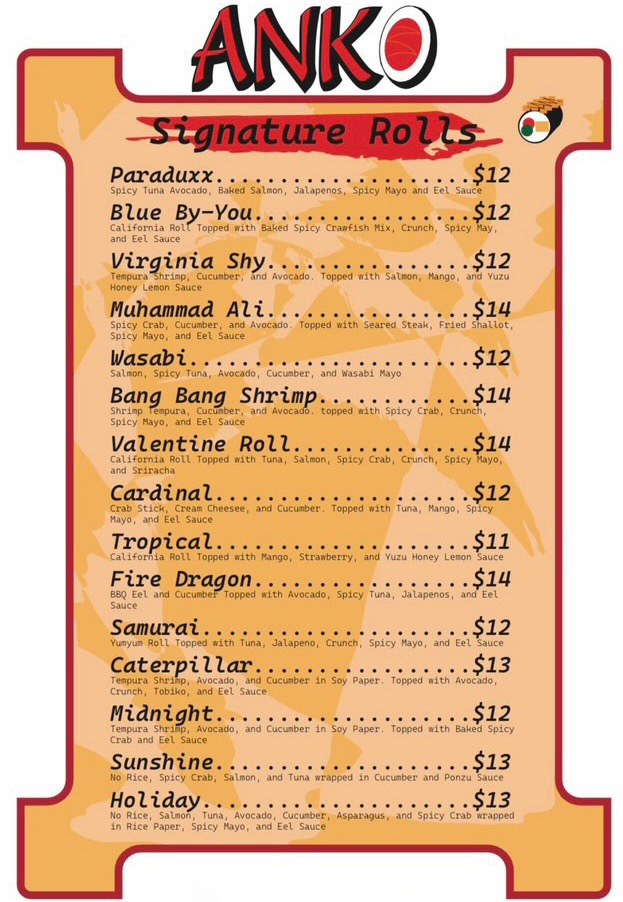 ANKO
Signature Rolls
Paraduxx....................$12
Spicy Tuna Avocado, Baked Salmon, Jalapenos, Spicy Mayo and Eel Sauce
Blue By-You.................$12
California Roll Topped with Baked Spicy Crawfish Mix, Crunch, Spicy May,
and Eel Sauce
Virginia Shy................$12
Tempura Shrimp, Cucumber, and Avocado. Topped with Salmon, Mango, and Yuzu
Honey Lemon Sauce
Muhammad Ali................$14
Spicy Crab, Cucumber, and Avocado. Topped with Seared Steak, Fried Shallot,
Spicy Mayo, and Eel Sauce
Wasabi......................$12
Salmon, Spicy Tuna, Avocado, Cucumber, and Wasabi Mayo
Bang Bang Shrimp............$14
Shrimp Tempura, Cucumber, and Avocado. topped with Spicy Crab, Crunch,
Spicy Mayo, and Eel Sauce
Valentine Roll..............$14
California Roll Topped with Tuna, Salmon, Spicy Crab, Crunch, Spicy Mayo,
and Sriracha
Cardinal....................$12
Crab Stick, Cream Cheesee, and Cucumber. Topped with Tuna, Mango, Spicy
Mayo, and Eel Sauce
Tropical....................$11
California Roll Topped with Mango, Strawberry, and Yuzu Honey Lemon Sauce
Fire Dragon.................$14
BBQ Eel and Cucumber Topped with Avocado, Spicy Tuna, Jalapenos, and Eel
Sauce
Samurai.....................$12
Yumyum Roll Topped with Tuna, Jalapeno, Crunch, Spicy Mayo, and Eel Sauce
Caterpillar.................$13
Tempura Shrimp, Avocado, and Cucumber in Soy Paper. Topped with Avocado,
Crunch, Tobiko, and Eel Sauce
Midnight....................$12
Tempura Shrimp, Avocado, and Cucumber in Soy Paper. Topped with Baked Spicy
Crab and Eel Sauce
Sunshine....................$13
No Rice, Spicy Crab, Salmon, and Tuna wrapped in Cucumber and Ponzu Sauce
Holiday.....................$13
No Rice, Salmon, Tuna, Avocado, Cucumber, Asparagus, and Spicy Crab wrapped
in Rice Paper, Spicy Mayo, and Eel Sauce